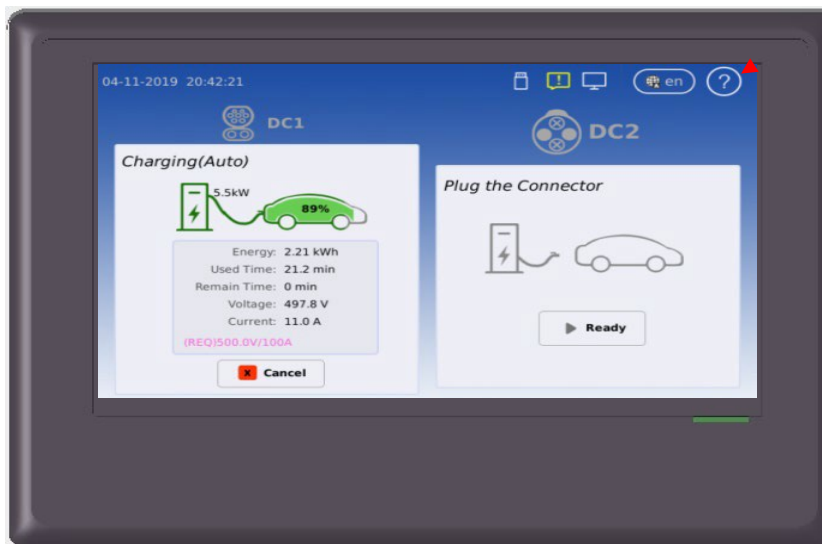 04-11-2019 20:42:21
en
?
DC1
DC2
Charging(Auto)
5.5kW
89%
Energy: 2.21 kWh
Used Time: 21.2 min
Remain Time: 0 min
Voltage: 497.8 V
Current: 11.0 A
(REQ)500.0V/100A
x Cancel
Plug the Connector
Ready